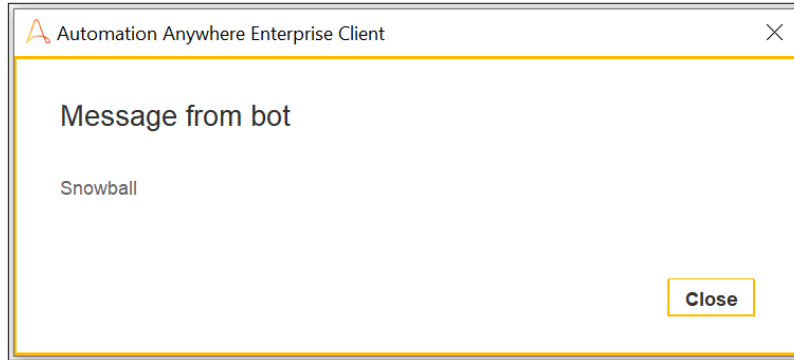 Automation Anywhere Enterprise Client
Message from bot
Snowball
Close